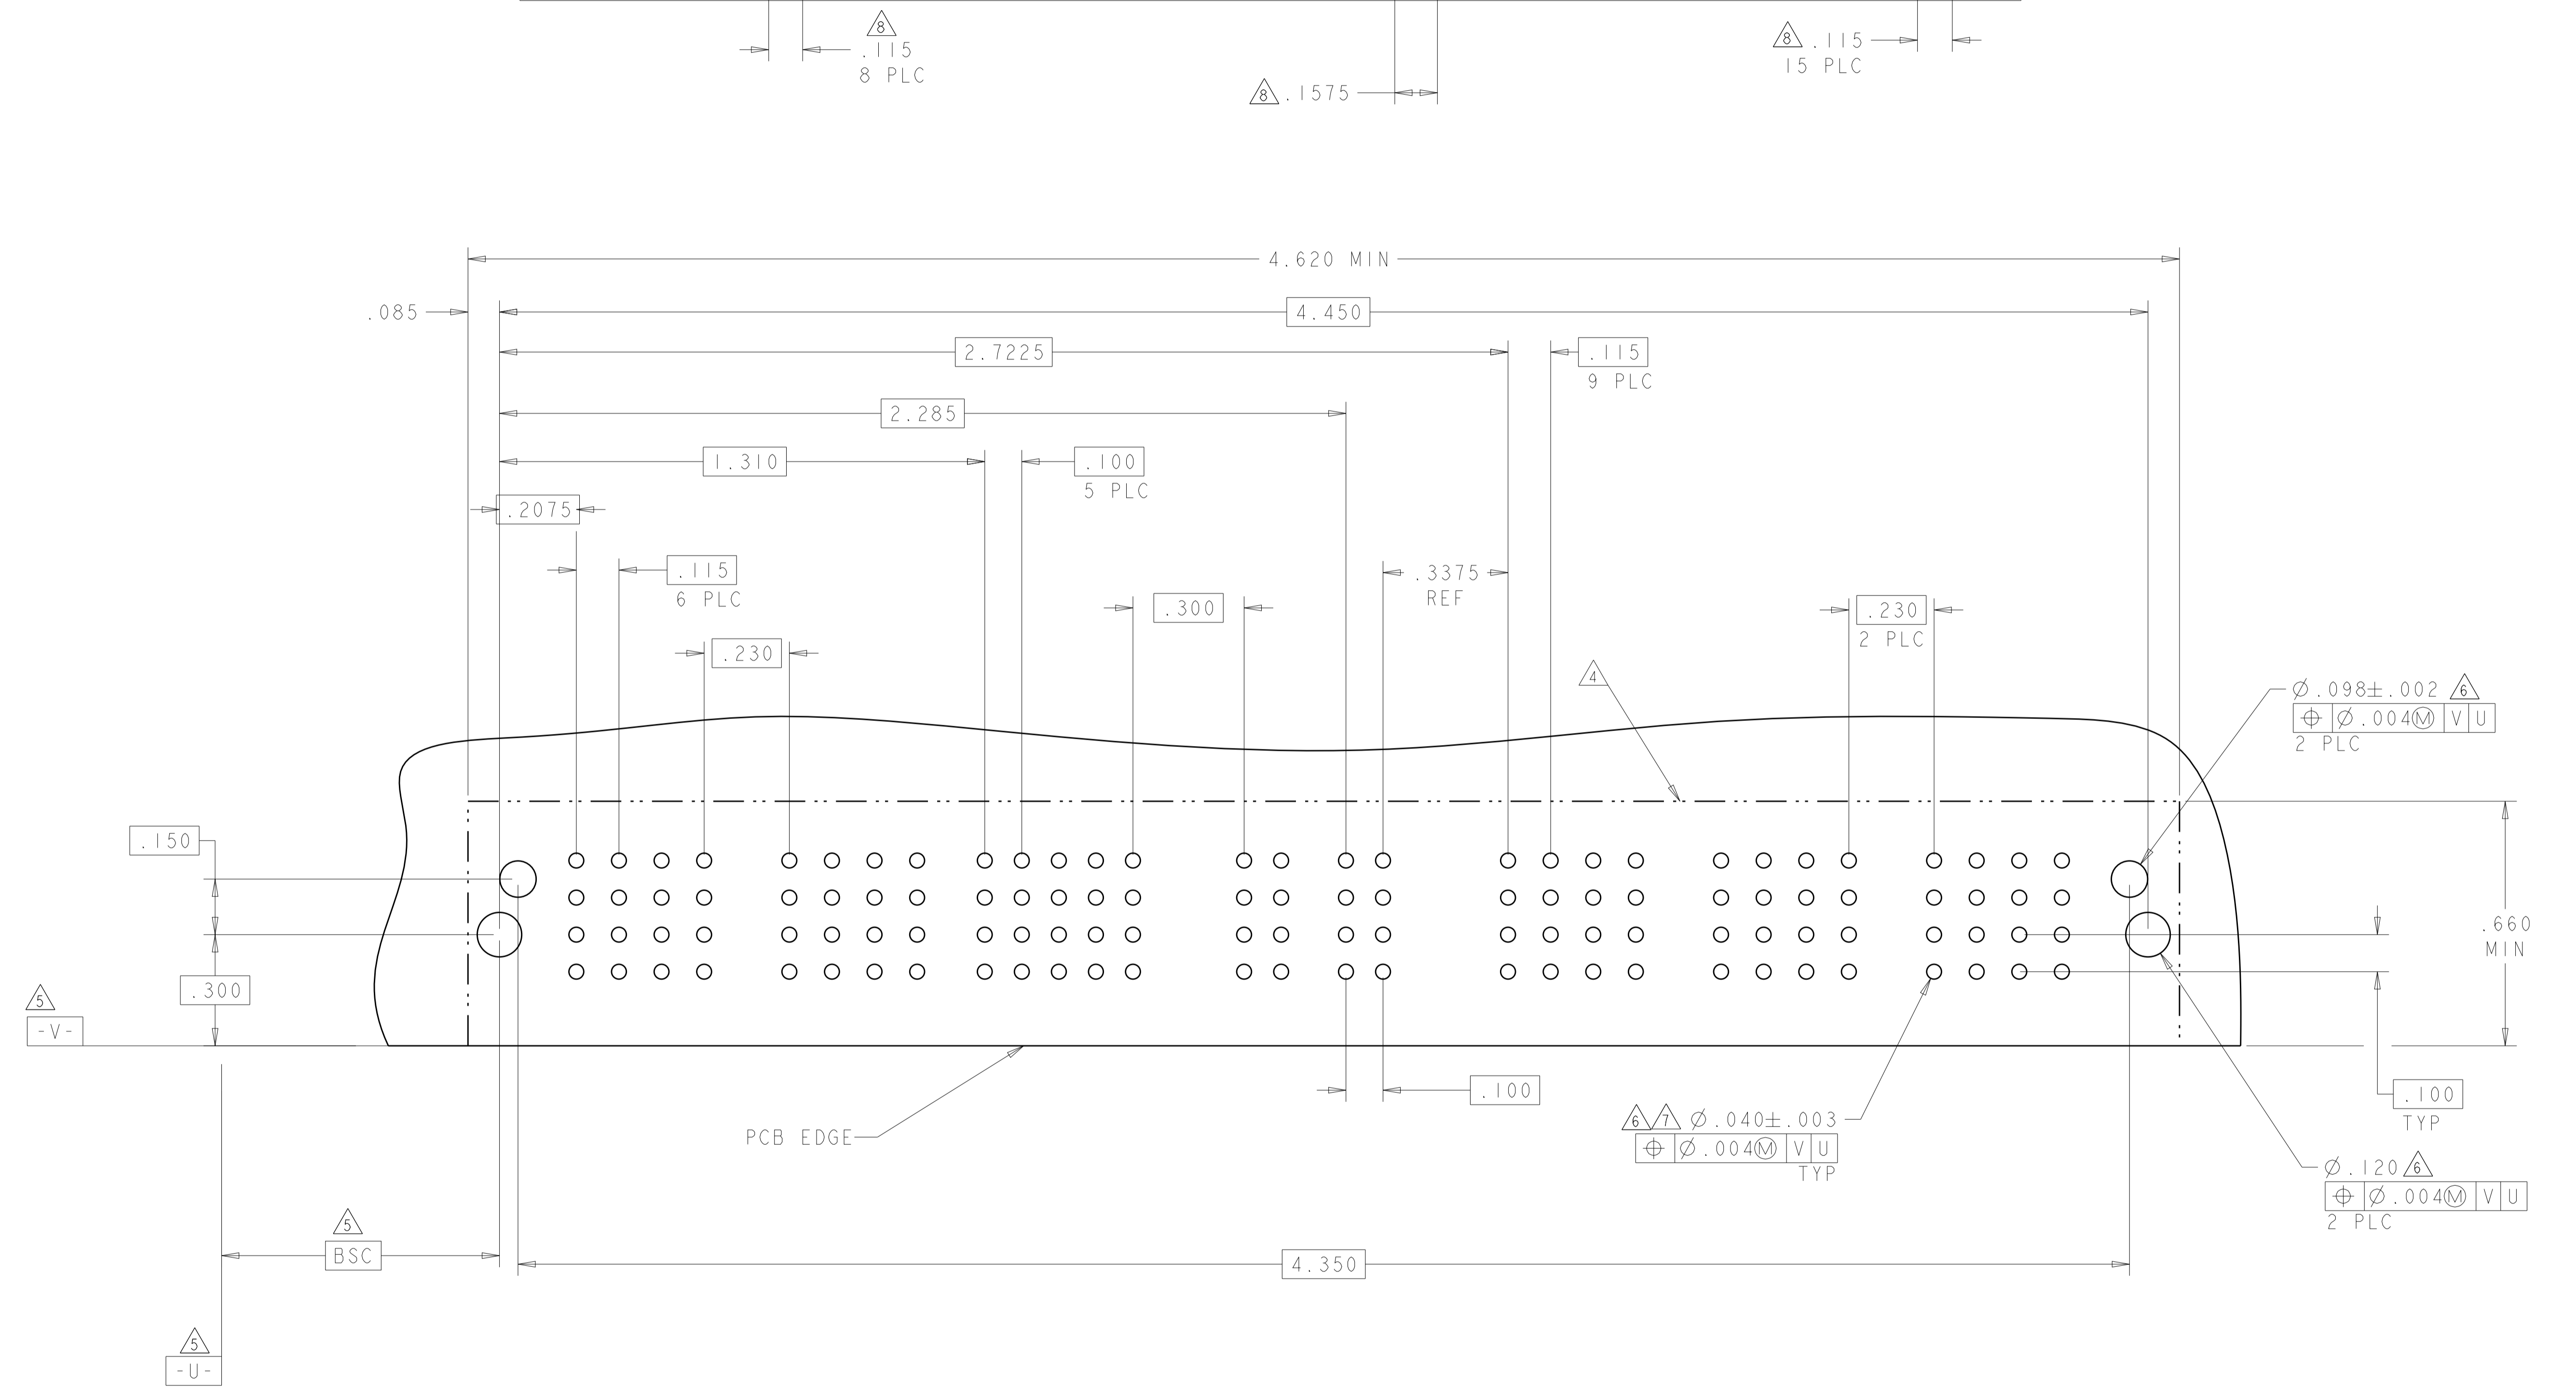 8
.115
8 PLC
8 .1575
8 .115
15 PLC
4.620 MIN
.085
4.450
2.7225
.115
9 PLC
2.285
1.310
.100
5 PLC
.2075
.115
6 PLC
.3375
REF
.300
.230
2 PLC
.230
4
Ø.098±.002 6
⌖ Ø.004Ⓜ V U
2 PLC
.150
.300
5
-V-
.660
MIN
.100
.100
TYP
PCB EDGE
6 7 Ø.040±.003
⌖ Ø.004Ⓜ V U
TYP
Ø.120 6
⌖ Ø.004Ⓜ V U
2 PLC
5
BSC
4.350
5
-U-